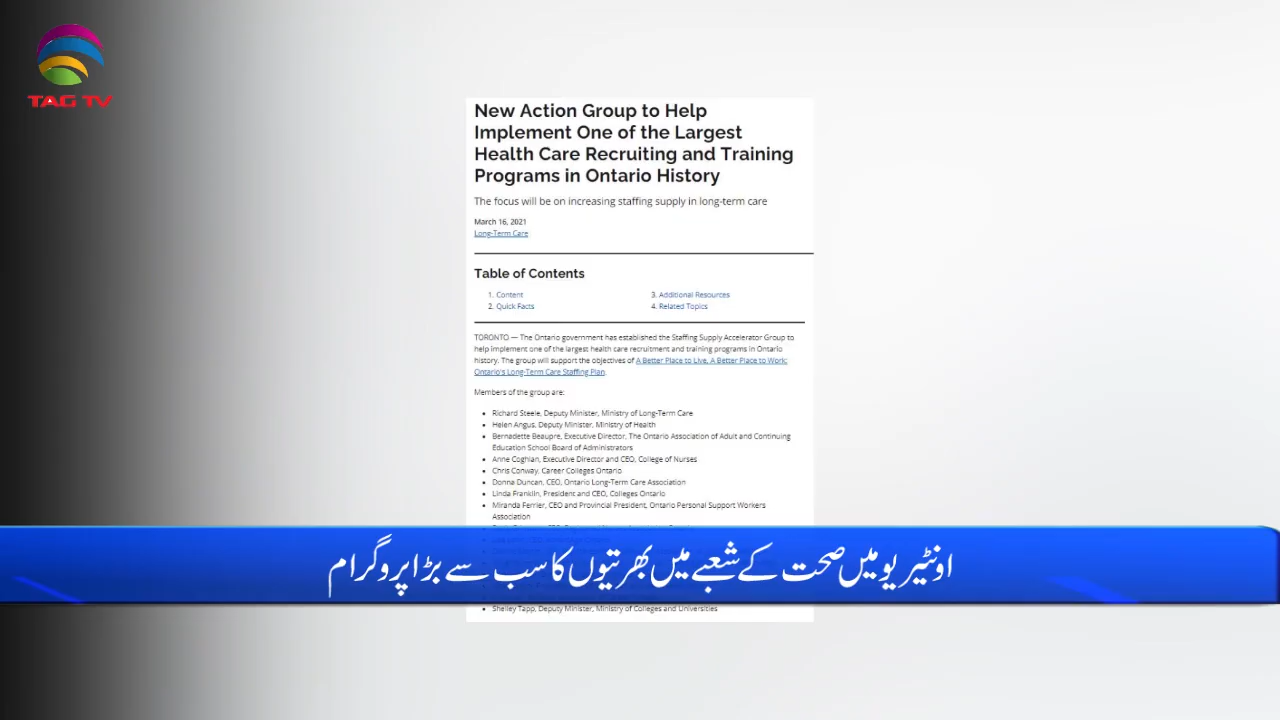 TAG TV
New Action Group to Help
Implement One of the Largest
Health Care Recruiting and Training
Programs in Ontario History
The focus will be on increasing staffing supply in long-term care
March 16, 2021
Long-Term Care
Table of Contents
1. Content
2. Quick Facts
3. Additional Resources
4. Related Topics
TORONTO — The Ontario government has established the Staffing Supply Accelerator Group to
help implement one of the largest health care recruitment and training programs in Ontario
history. The group will support the objectives of A Better Place to Live, A Better Place to Work:
Ontario's Long-Term Care Staffing Plan.
Members of the group are:
• Richard Steele, Deputy Minister, Ministry of Long-Term Care
• Helen Angus, Deputy Minister, Ministry of Health
• Bernadette Beaupre, Executive Director, The Ontario Association of Adult and Continuing
Education School Board of Administrators
• Anne Coghlan, Executive Director and CEO, College of Nurses
• Chris Conway, Career Colleges Ontario
• Donna Duncan, CEO, Ontario Long-Term Care Association
• Linda Franklin, President and CEO, Colleges Ontario
• Miranda Ferrier, CEO and Provincial President, Ontario Personal Support Workers
Association
اونٹیریو میں صحت کے شعبے میں بھرتیوں کا سب سے بڑا پروگرام
• Shelley Tapp, Deputy Minister, Ministry of Colleges and Universities